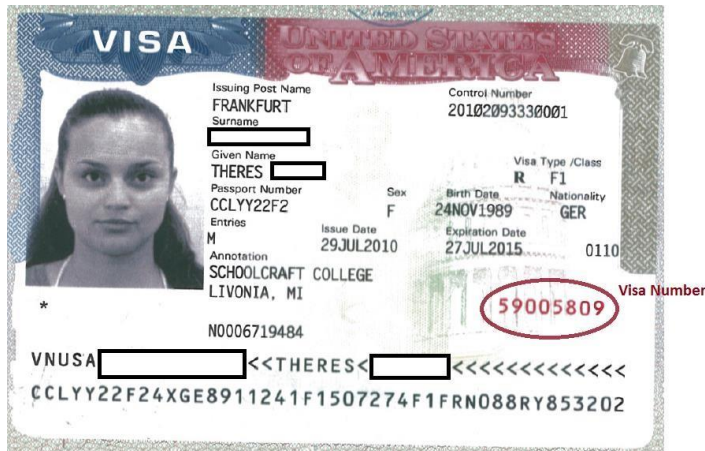 VISA
UNITED STATES
OF AMERICA
Issuing Post Name
FRANKFURT
Control Number
20102093330001
Surname
Given Name
THERES
Visa Type /Class
R F1
Passport Number
CCLYY22F2
Sex
F
Birth Date
24NOV1989
Nationality
GER
Entries
M
Issue Date
29JUL2010
Expiration Date
27JUL2015
0110
Annotation
SCHOOLCRAFT COLLEGE
LIVONIA, MI
*
59005809
Visa Number
N0006719484
VNUSA <<THERES< <<<<<<<<<<<<<
CCLYY22F24XGE8911241F1507274F1FRN088RY853202